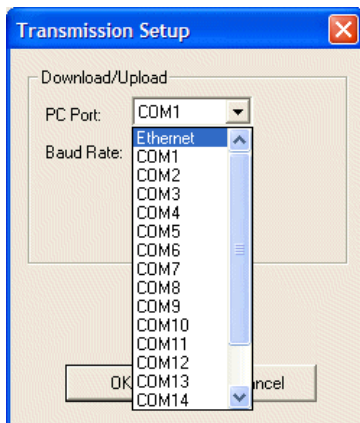 Transmission Setup
Download/Upload
PC Port: COM1
Baud Rate:
Ethernet
COM1
COM2
COM3
COM4
COM5
COM6
COM7
COM8
COM9
COM10
COM11
COM12
COM13
COM14
OK ncel